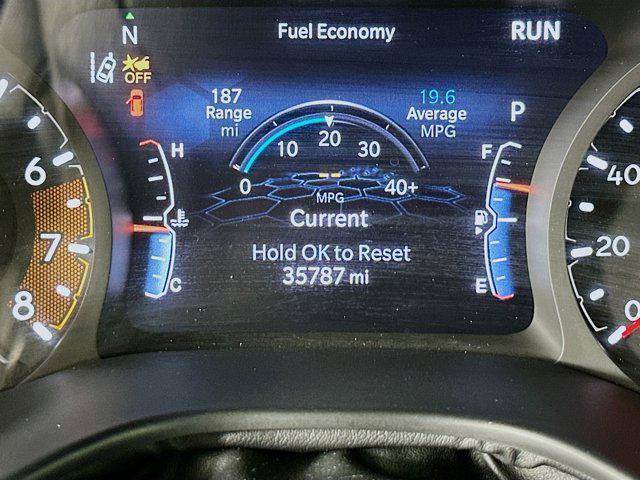 N
Fuel Economy
RUN
OFF
187
Range
mi
19.6
Average
MPG
P
10
20
30
0
40+
MPG
Current
Hold OK to Reset
35787 mi
H
C
F
E
6
7
8
40
20
0